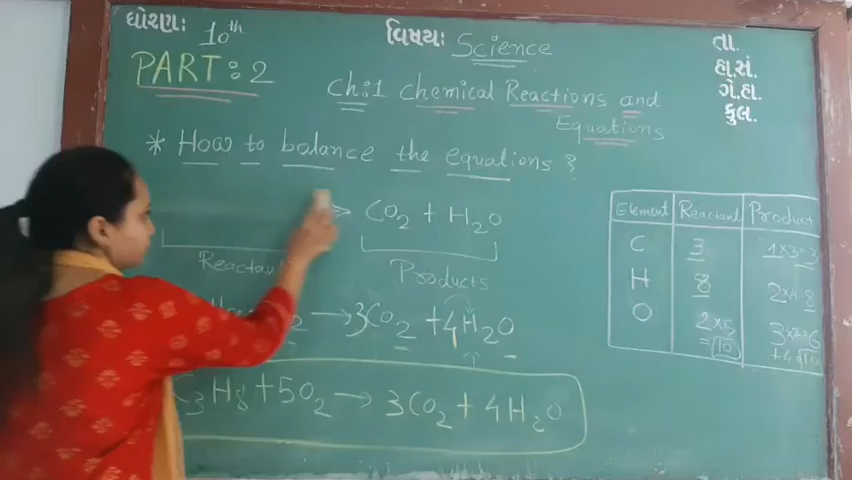 ધોરણ: 10th
વિષય: Science
તા.
હા.સં.
ગે.હા.
કુલ.
PART: 2
Ch:1 Chemical Reactions and
Equations
* How to balance the equations ?
CO2 + H2O
Products
→ 3CO2 + 4H2O
C3H8 + 5O2 → 3CO2 + 4H2O
Element Reactant Product
C 3 1×3=3
H 8 2×4=8
O 2×5 =10 3×2=6 +4=10